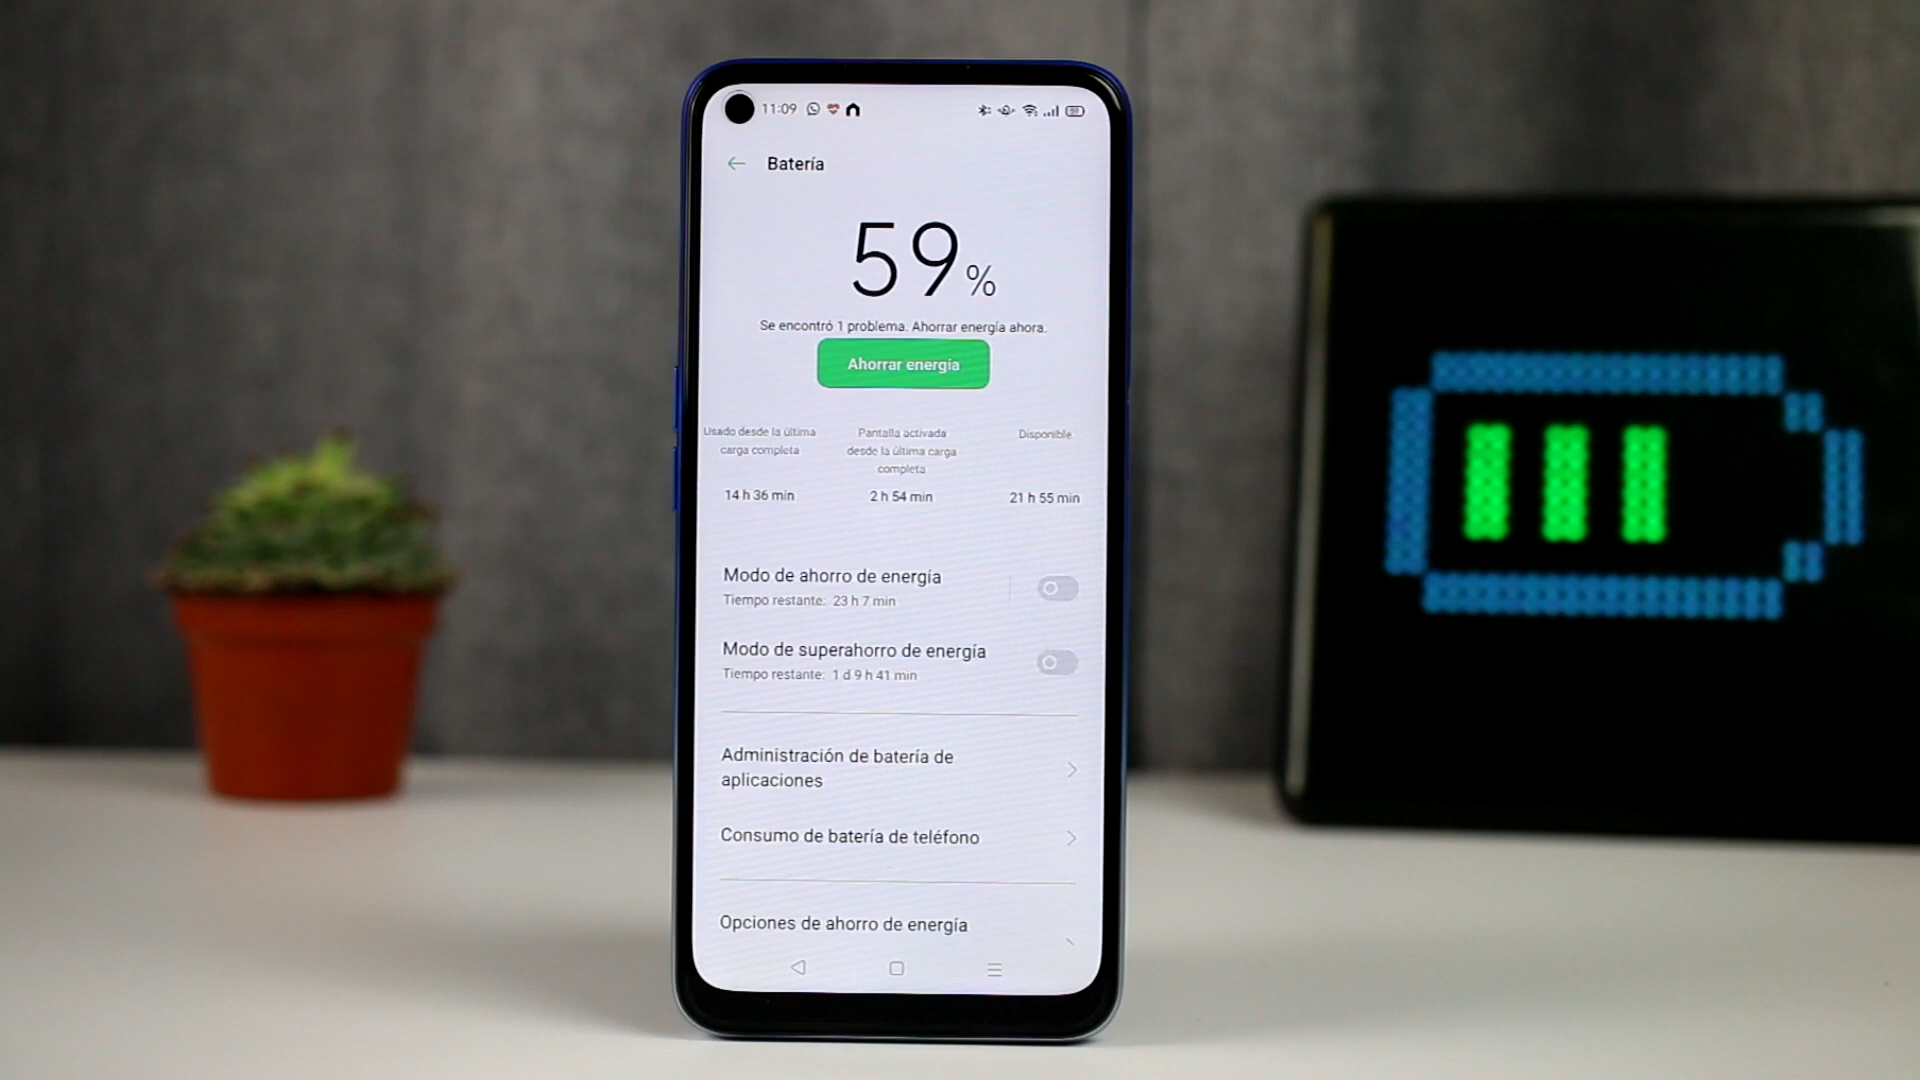 11:09
59
Batería
59%
Se encontró 1 problema. Ahorrar energía ahora.
Ahorrar energía
Usado desde la última
carga completa
14 h 36 min
Pantalla activada
desde la última carga
completa
2 h 54 min
Disponible
21 h 55 min
Modo de ahorro de energía
Tiempo restante: 23 h 7 min
Modo de superahorro de energía
Tiempo restante: 1 d 9 h 41 min
Administración de batería de
aplicaciones
Consumo de batería de teléfono
Opciones de ahorro de energía